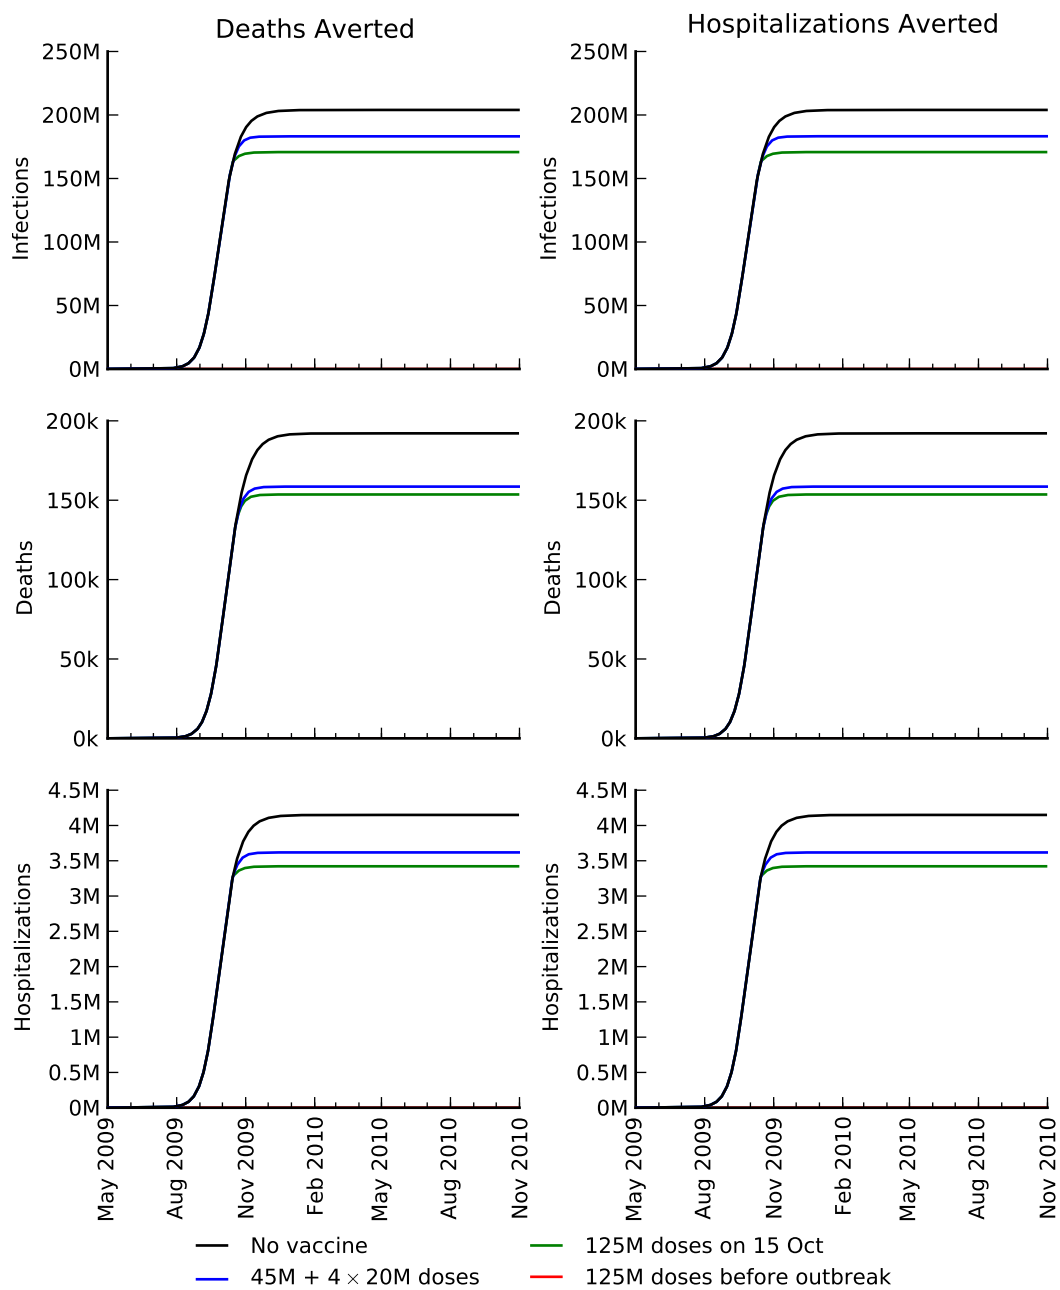 Deaths Averted
Hospitalizations Averted
250M
200M
150M
100M
50M
0M
Infections
250M
200M
150M
100M
50M
0M
Infections
200k
150k
100k
50k
0k
Deaths
200k
150k
100k
50k
0k
Deaths
4.5M
4M
3.5M
3M
2.5M
2M
1.5M
1M
0.5M
0M
Hospitalizations
4.5M
4M
3.5M
3M
2.5M
2M
1.5M
1M
0.5M
0M
Hospitalizations
May 2009
Aug 2009
Nov 2009
Feb 2010
May 2010
Aug 2010
Nov 2010
May 2009
Aug 2009
Nov 2009
Feb 2010
May 2010
Aug 2010
Nov 2010
No vaccine
45M + 4 × 20M doses
125M doses on 15 Oct
125M doses before outbreak